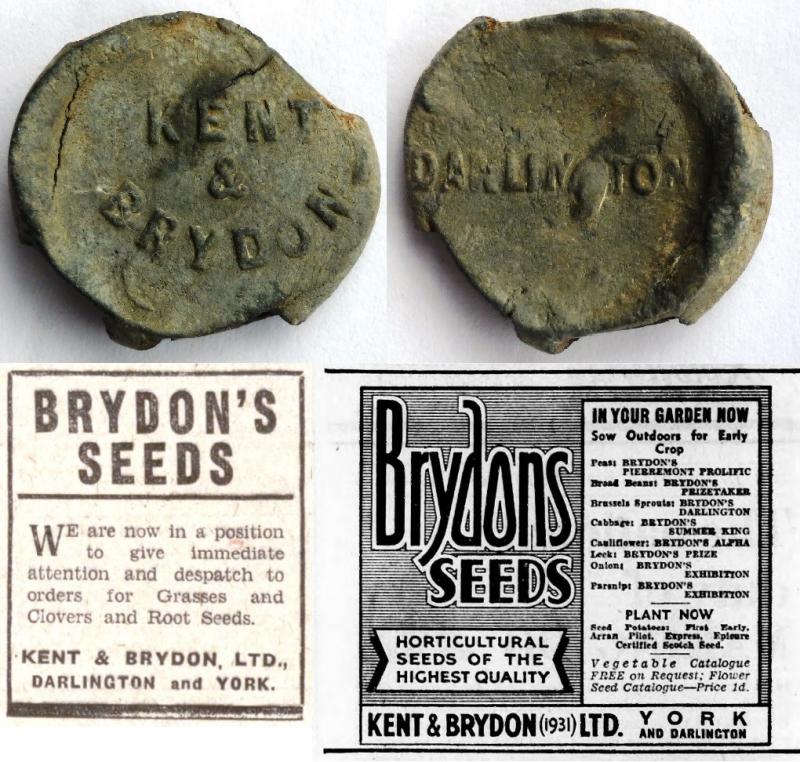 KENT
&
BRYDON
DARLINGTON
BRYDON'S
SEEDS
WE are now in a position
to give immediate
attention and despatch to
orders for Grasses and
Clovers and Root Seeds.
KENT & BRYDON, LTD.,
DARLINGTON and YORK.
Brydons
SEEDS
HORTICULTURAL
SEEDS OF THE
HIGHEST QUALITY
IN YOUR GARDEN NOW
Sow Outdoors for Early
Crop
Peas: BRYDON'S
PIERREMONT PROLIFIC
Broad Beans: BRYDON'S
PRIZETAKER
Brussels Sprouts: BRYDON'S
DARLINGTON
Cabbage: BRYDON'S
SUMMER KING
Cauliflower: BRYDON'S ALPHA
Leek: BRYDON'S PRIZE
Onion: BRYDON'S
EXHIBITION
Parsnip: BRYDON'S
EXHIBITION
PLANT NOW
Seed Potatoes: First Early,
Arran Pilot, Express, Epicure
Certified Scotch Seed.
Vegetable Catalogue
FREE on Request; Flower
Seed Catalogue—Price 1d.
KENT & BRYDON (1931) LTD. YORK
AND DARLINGTON